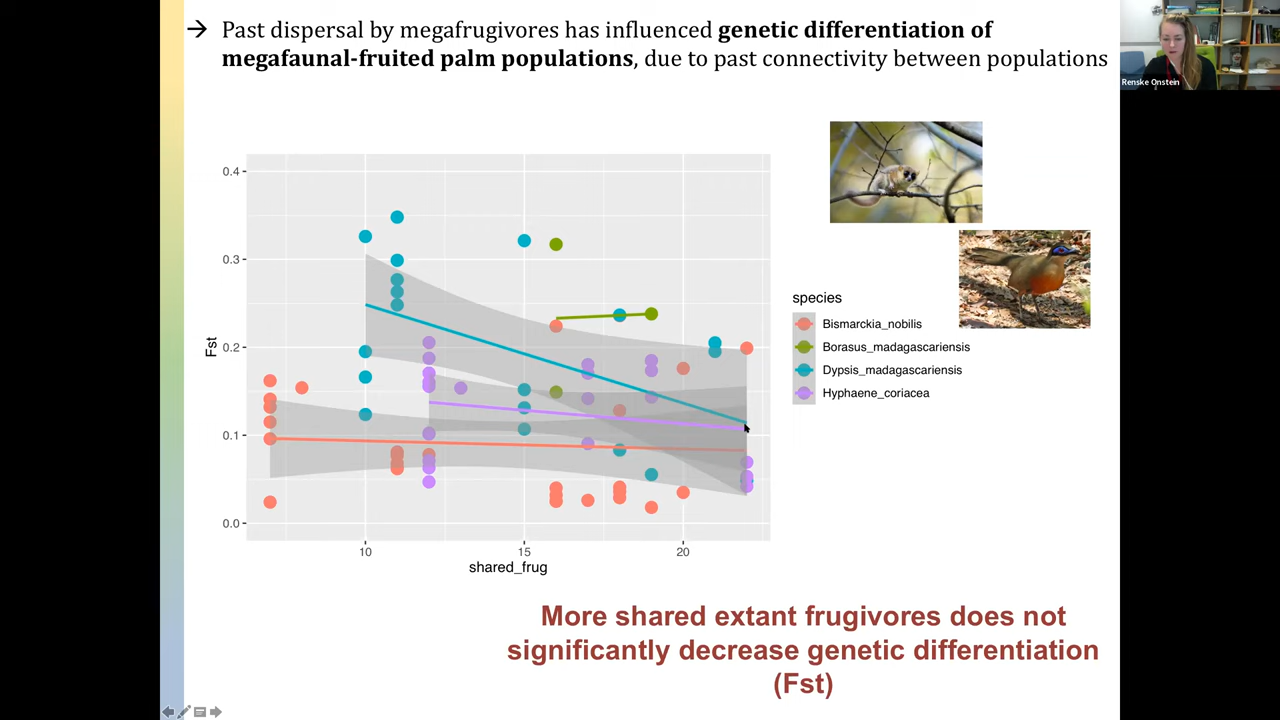 → Past dispersal by megafrugivores has influenced genetic differentiation of
megafaunal-fruited palm populations, due to past connectivity between populations
Renske Onstein
0.4
0.3
0.2
0.1
0.0
Fst
10 15 20
shared_frug
species
Bismarckia_nobilis
Borasus_madagascariensis
Dypsis_madagascariensis
Hyphaene_coriacea
More shared extant frugivores does not
significantly decrease genetic differentiation
(Fst)